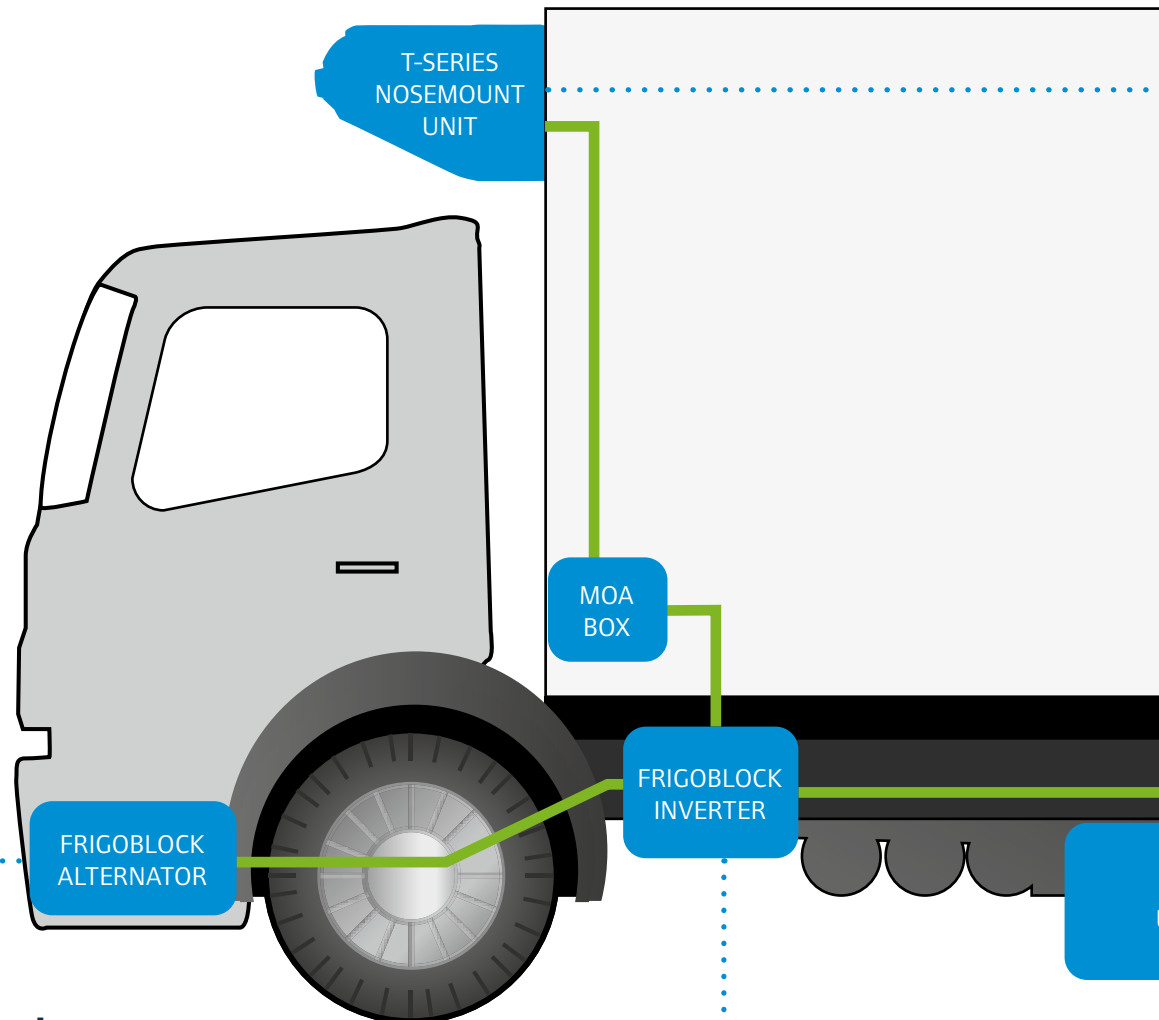 T-SERIES
NOSEMOUNT
UNIT
MOA
BOX
FRIGOBLOCK
INVERTER
FRIGOBLOCK
ALTERNATOR